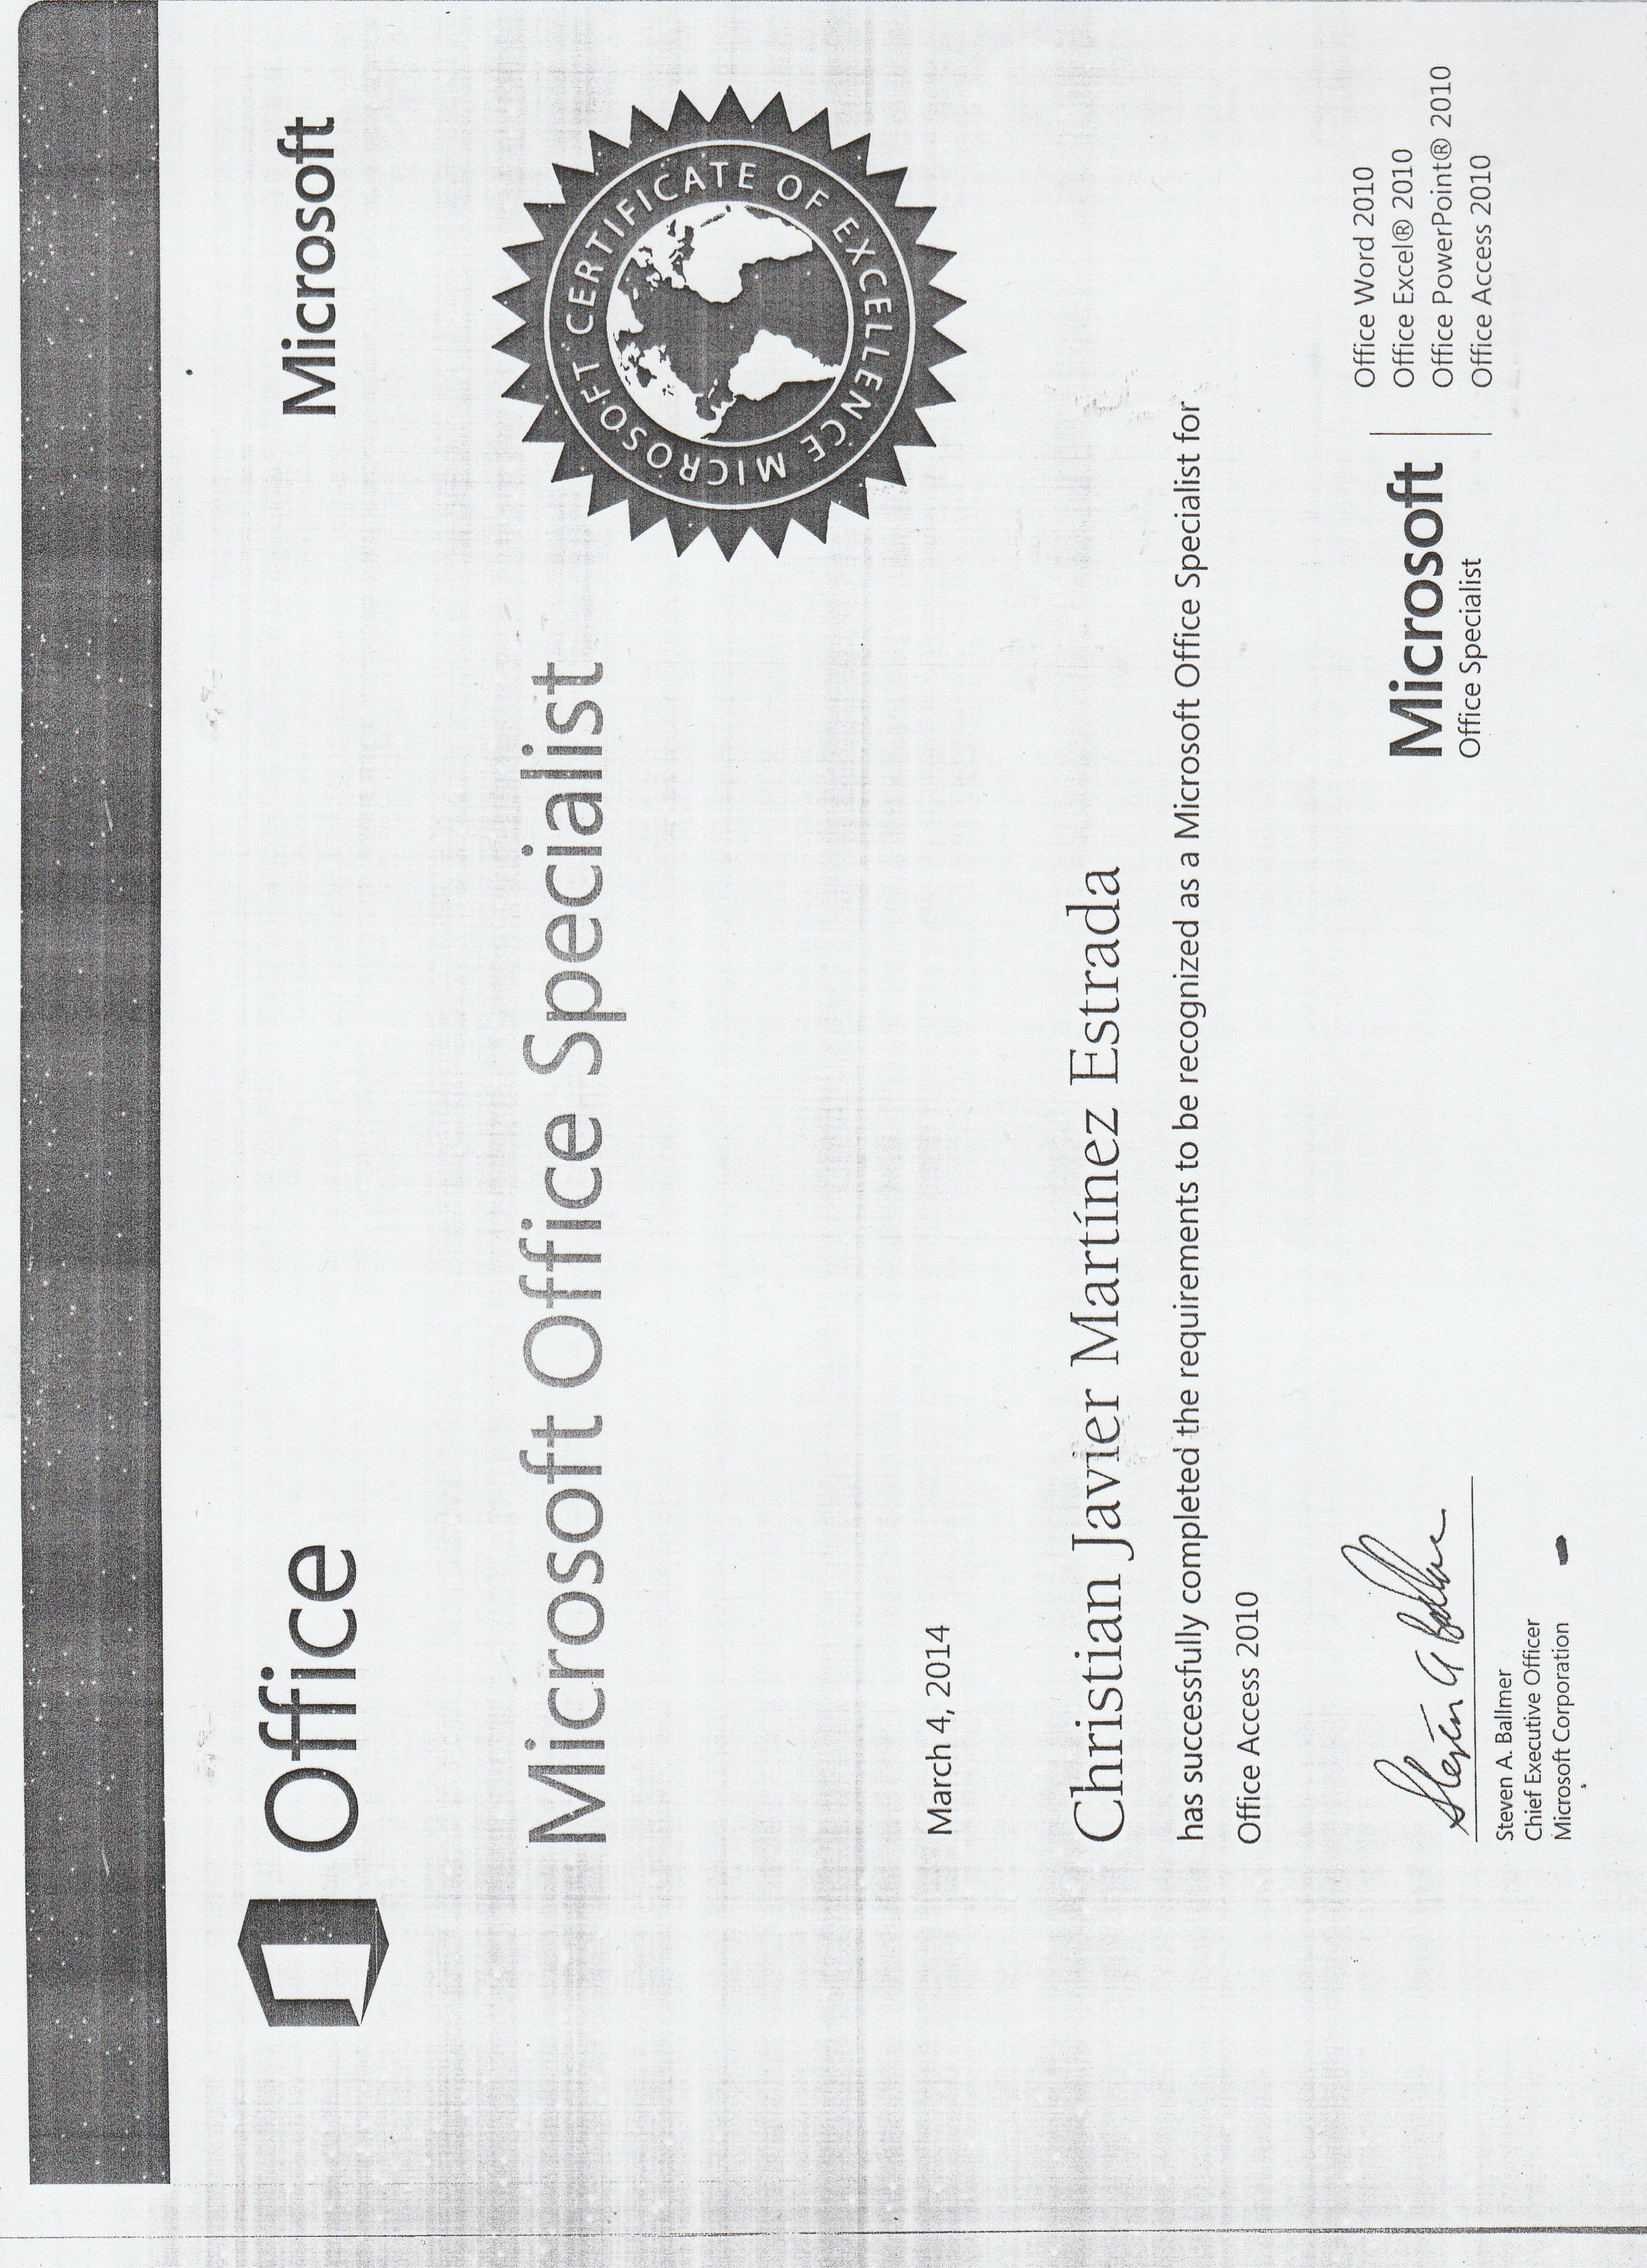 Office
Microsoft
Microsoft Office Specialist
MICROSOFT CERTIFICATE OF EXCELLENCE
March 4, 2014
Christian Javier Martínez Estrada
has successfully completed the requirements to be recognized as a Microsoft Office Specialist for
Office Access 2010
Steven A Ballmer
Steven A. Ballmer
Chief Executive Officer
Microsoft Corporation
Microsoft
Office Specialist
Office Word 2010
Office Excel® 2010
Office PowerPoint® 2010
Office Access 2010